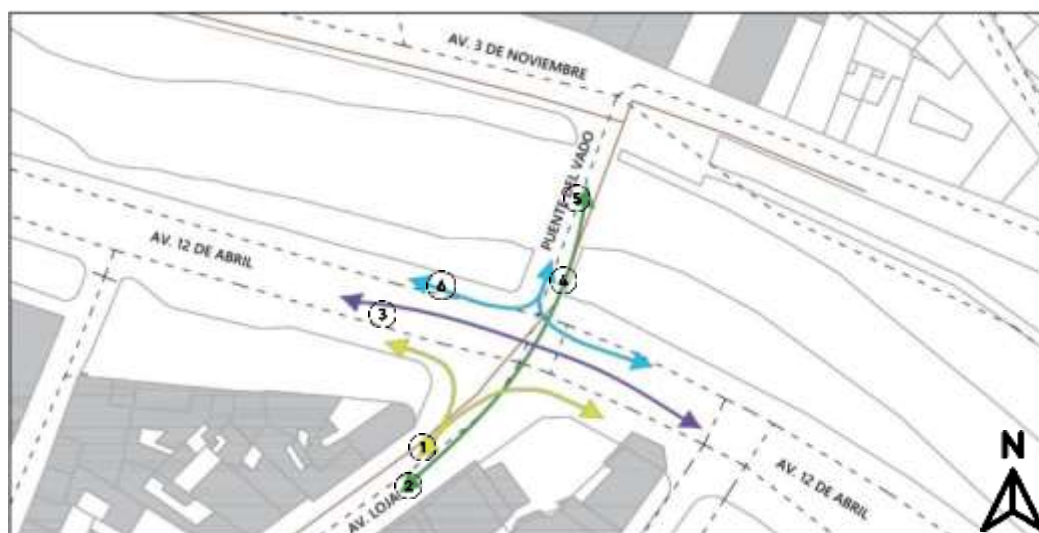 AV. 3 DE NOVIEMBRE
PUENTE DEL VADO
5
AV. 12 DE ABRIL
6
4
3
1
2
AV. LOJA
AV. 12 DE ABRIL
N